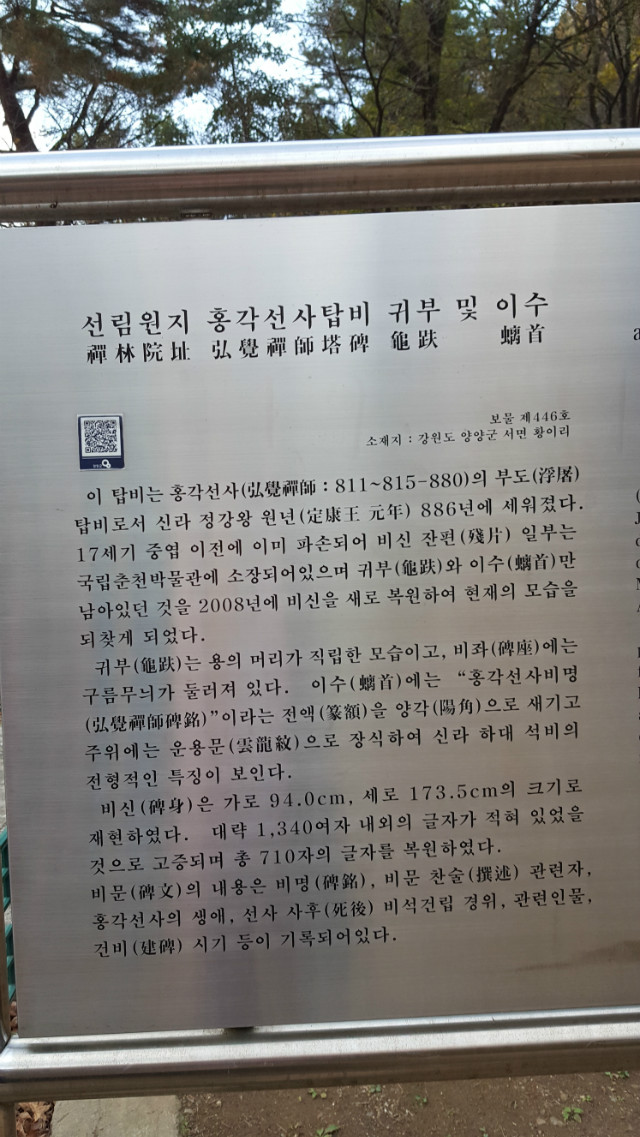 선림원지 홍각선사탑비 귀부 및 이수
禪林院址 弘覺禪師塔碑 龜趺 螭首
보물 제446호
소재지 : 강원도 양양군 서면 황이리
이 탑비는 홍각선사(弘覺禪師 : 811~815-880)의 부도(浮屠)
탑비로서 신라 정강왕 원년(定康王 元年) 886년에 세워졌다.
17세기 중엽 이전에 이미 파손되어 비신 잔편(殘片) 일부는
국립춘천박물관에 소장되어있으며 귀부(龜趺)와 이수(螭首)만
남아있던 것을 2008년에 비신을 새로 복원하여 현재의 모습을
되찾게 되었다.
귀부(龜趺)는 용의 머리가 직립한 모습이고, 비좌(碑座)에는
구름무늬가 둘러져 있다. 이수(螭首)에는 “홍각선사비명
(弘覺禪師碑銘)”이라는 전액(篆額)을 양각(陽角)으로 새기고
주위에는 운용문(雲龍紋)으로 장식하여 신라 하대 석비의
전형적인 특징이 보인다.
비신(碑身)은 가로 94.0cm, 세로 173.5cm의 크기로
재현하였다. 대략 1,340여자 내외의 글자가 적혀 있었을
것으로 고증되며 총 710자의 글자를 복원하였다.
비문(碑文)의 내용은 비명(碑銘), 비문 찬술(撰述) 관련자,
홍각선사의 생애, 선사 사후(死後) 비석건립 경위, 관련인물,
건비(建碑) 시기 등이 기록되어있다.